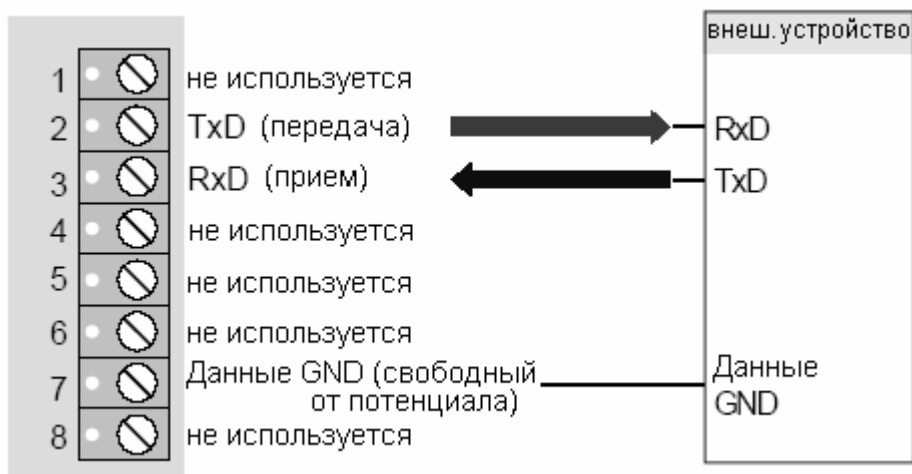 внеш.устройство
1 не используется
2 TxD (передача) RxD
3 RxD (прием) TxD
4 не используется
5 не используется
6 не используется
7 Данные GND (свободный от потенциала) Данные GND
8 не используется